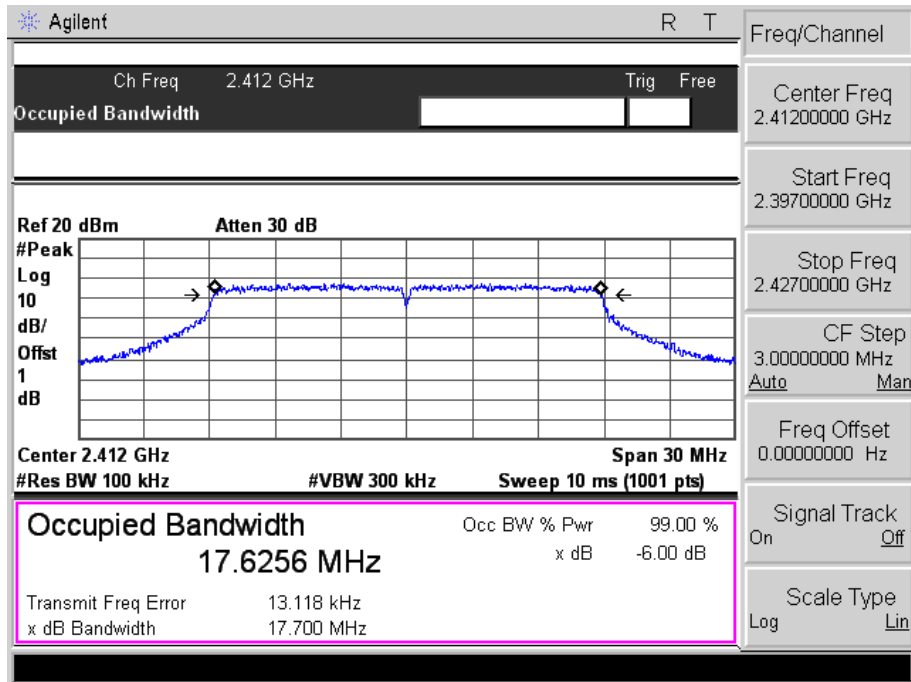 Agilent R T
Ch Freq 2.412 GHz Trig Free
Occupied Bandwidth
Ref 20 dBm Atten 30 dB
#Peak
Log
10
dB/
Offst
1
dB
Center 2.412 GHz Span 30 MHz
#Res BW 100 kHz #VBW 300 kHz Sweep 10 ms (1001 pts)
Occupied Bandwidth
17.6256 MHz
Occ BW % Pwr 99.00 %
x dB -6.00 dB
Transmit Freq Error 13.118 kHz
x dB Bandwidth 17.700 MHz
Freq/Channel
Center Freq
2.41200000 GHz
Start Freq
2.39700000 GHz
Stop Freq
2.42700000 GHz
CF Step
3.00000000 MHz
Auto Man
Freq Offset
0.00000000 Hz
Signal Track
On Off
Scale Type
Log Lin